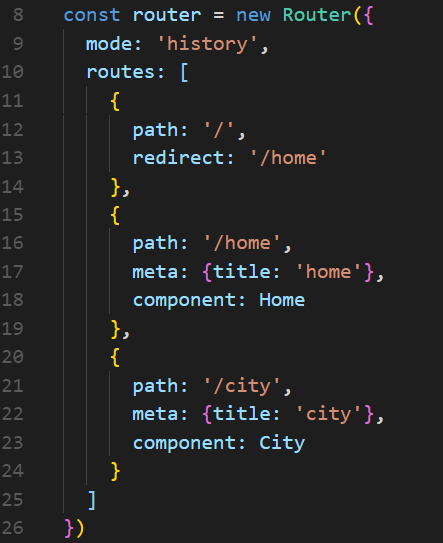 8 const router = new Router({
9 mode: 'history',
10 routes: [
11 {
12 path: '/',
13 redirect: '/home'
14 },
15 {
16 path: '/home',
17 meta: {title: 'home'},
18 component: Home
19 },
20 {
21 path: '/city',
22 meta: {title: 'city'},
23 component: City
24 }
25 ]
26 })